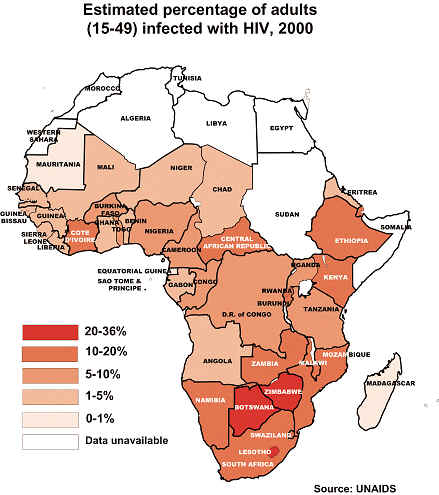 Estimated percentage of adults
(15-49) infected with HIV, 2000
TUNISIA
MOROCCO
ALGERIA
LIBYA
EGYPT
WESTERN
SAHARA
MAURITANIA
MALI
NIGER
CHAD
SUDAN
ERITREA
SENEGAL
GUINEA
BISSAU
GUINEA
SIERRA
LEONE
LIBERIA
COTE
D'IVOIRE
BURKINA
FASO
GHANA
TOGO
BENIN
NIGERIA
CAMEROON
CENTRAL
AFRICAN REPUBLIC
ETHIOPIA
SOMALIA
EQUATORIAL GUINEA
SAO TOME &
PRINCIPE
GABON
CONGO
UGANDA
KENYA
RWANDA
BURUNDI
D.R. of CONGO
TANZANIA
ANGOLA
ZAMBIA
MALAWI
MOZAMBIQUE
MADAGASCAR
NAMIBIA
BOTSWANA
ZIMBABWE
SWAZILAND
LESOTHO
SOUTH AFRICA
20-36%
10-20%
5-10%
1-5%
0-1%
Data unavailable
Source: UNAIDS